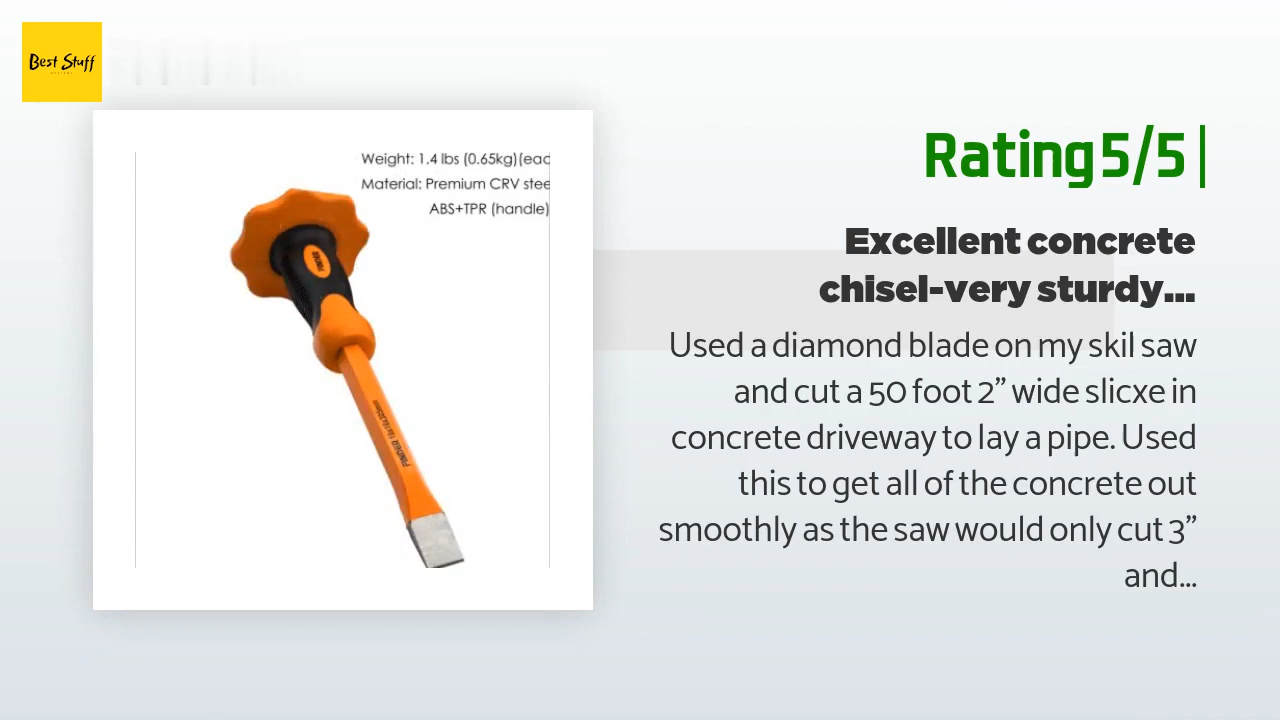 Best Stuff
Weight: 1.4 lbs (0.65kg)(eac
Material: Premium CRV stee
ABS+TPR (handle)
Rating 5/5 |
Excellent concrete
chisel-very sturdy...
Used a diamond blade on my skil saw
and cut a 50 foot 2” wide slicxe in
concrete driveway to lay a pipe. Used
this to get all of the concrete out
smoothly as the saw would only cut 3”
and...